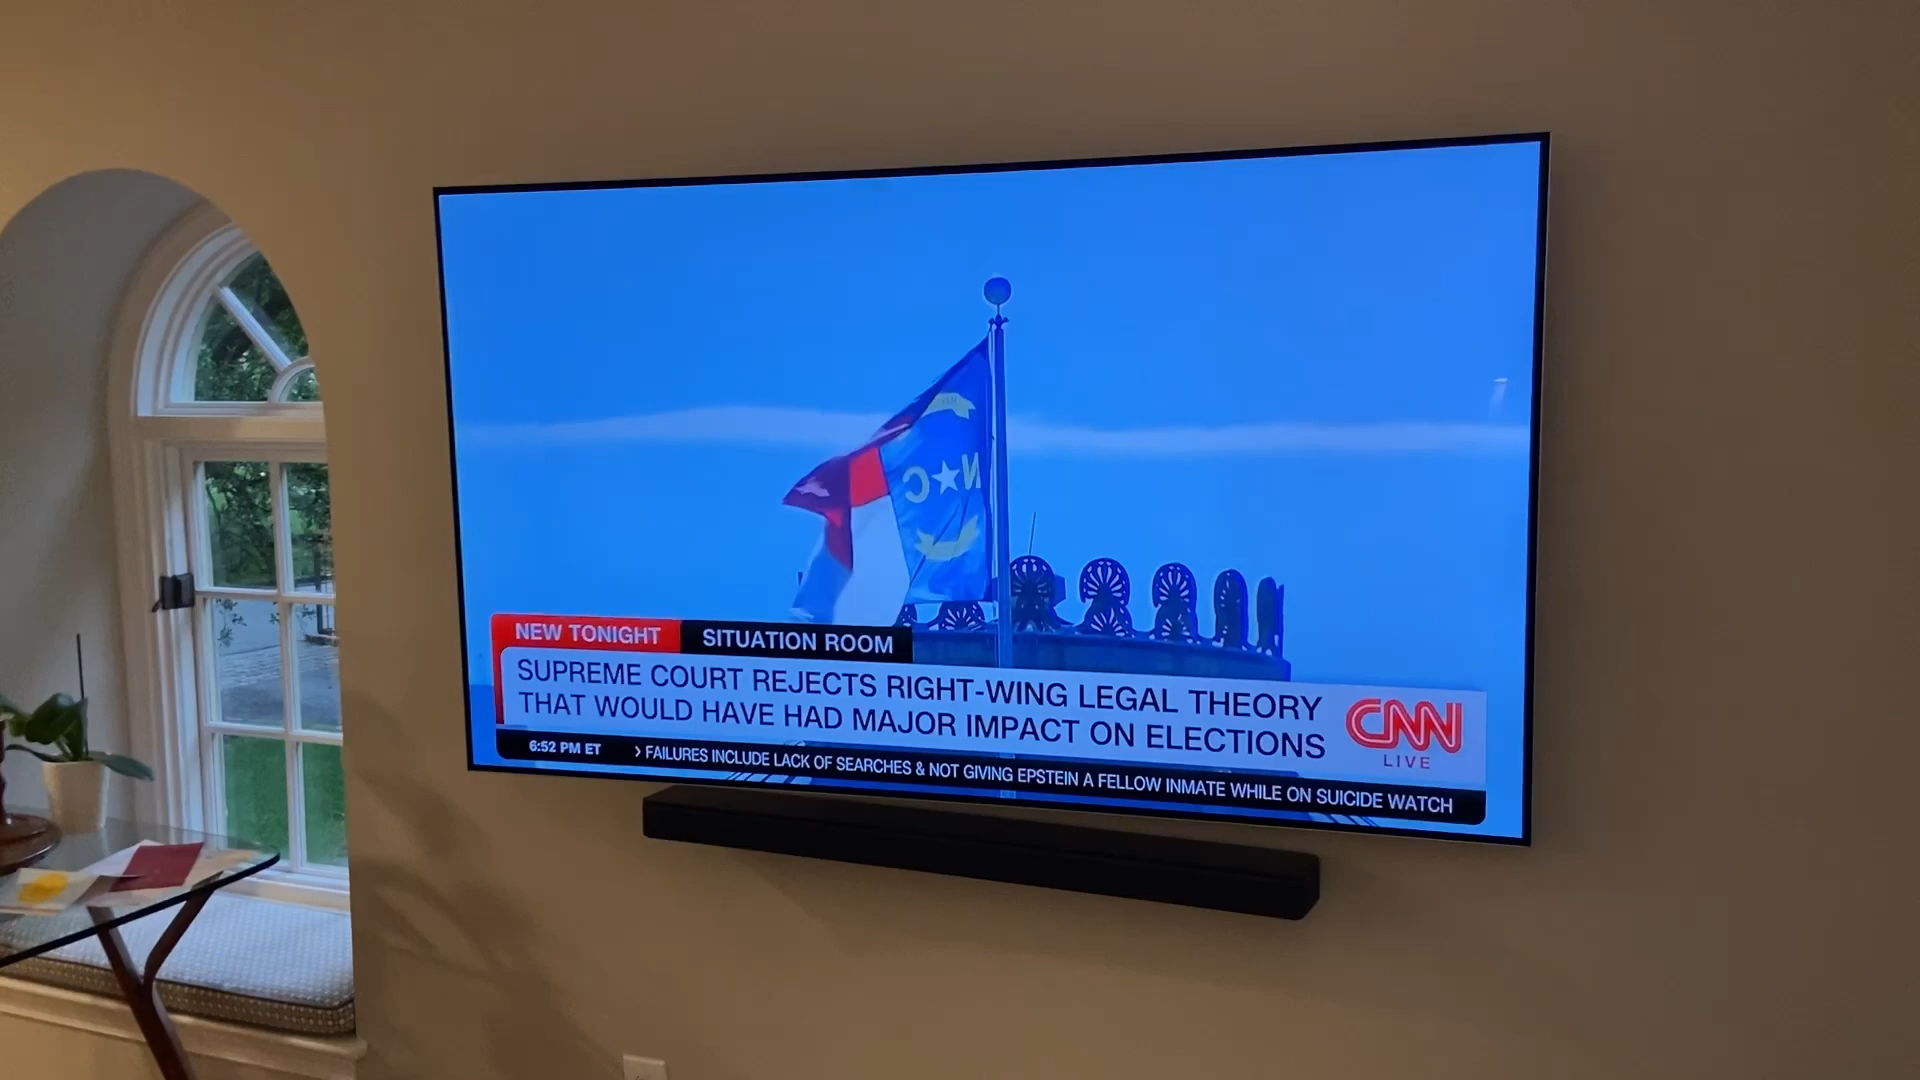 N★C
NEW TONIGHT
SITUATION ROOM
SUPREME COURT REJECTS RIGHT-WING LEGAL THEORY
THAT WOULD HAVE HAD MAJOR IMPACT ON ELECTIONS
CNN
LIVE
6:52 PM ET
› FAILURES INCLUDE LACK OF SEARCHES & NOT GIVING EPSTEIN A FELLOW INMATE WHILE ON SUICIDE WATCH